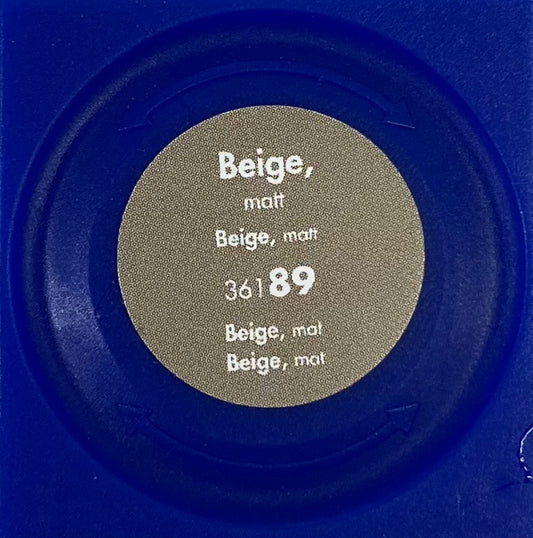 Beige,
matt
Beige, matt
36189
Beige, mat
Beige, mat